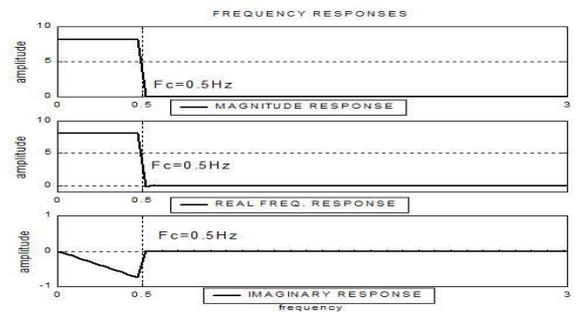 FREQUENCY RESPONSES
10
5
0
amplitude
Fc=0.5Hz
0
0.5
3
MAGNITUDE RESPONSE
10
5
0
amplitude
Fc=0.5Hz
0
0.5
3
REAL FREQ. RESPONSE
1
0
-1
amplitude
Fc=0.5Hz
0
0.5
3
IMAGINARY RESPONSE
frequency